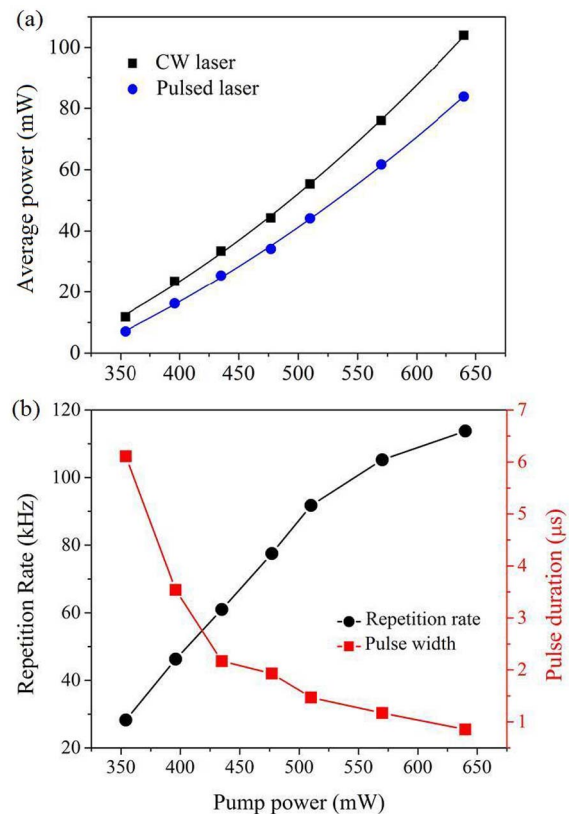 (a)
100
80
60
40
20
0
Average power (mW)
CW laser
Pulsed laser
350 400 450 500 550 600 650
(b)
120
100
80
60
40
20
Repetition Rate (kHz)
Repetition rate
Pulse width
7
6
5
4
3
2
1
Pulse duration (μs)
350 400 450 500 550 600 650
Pump power (mW)